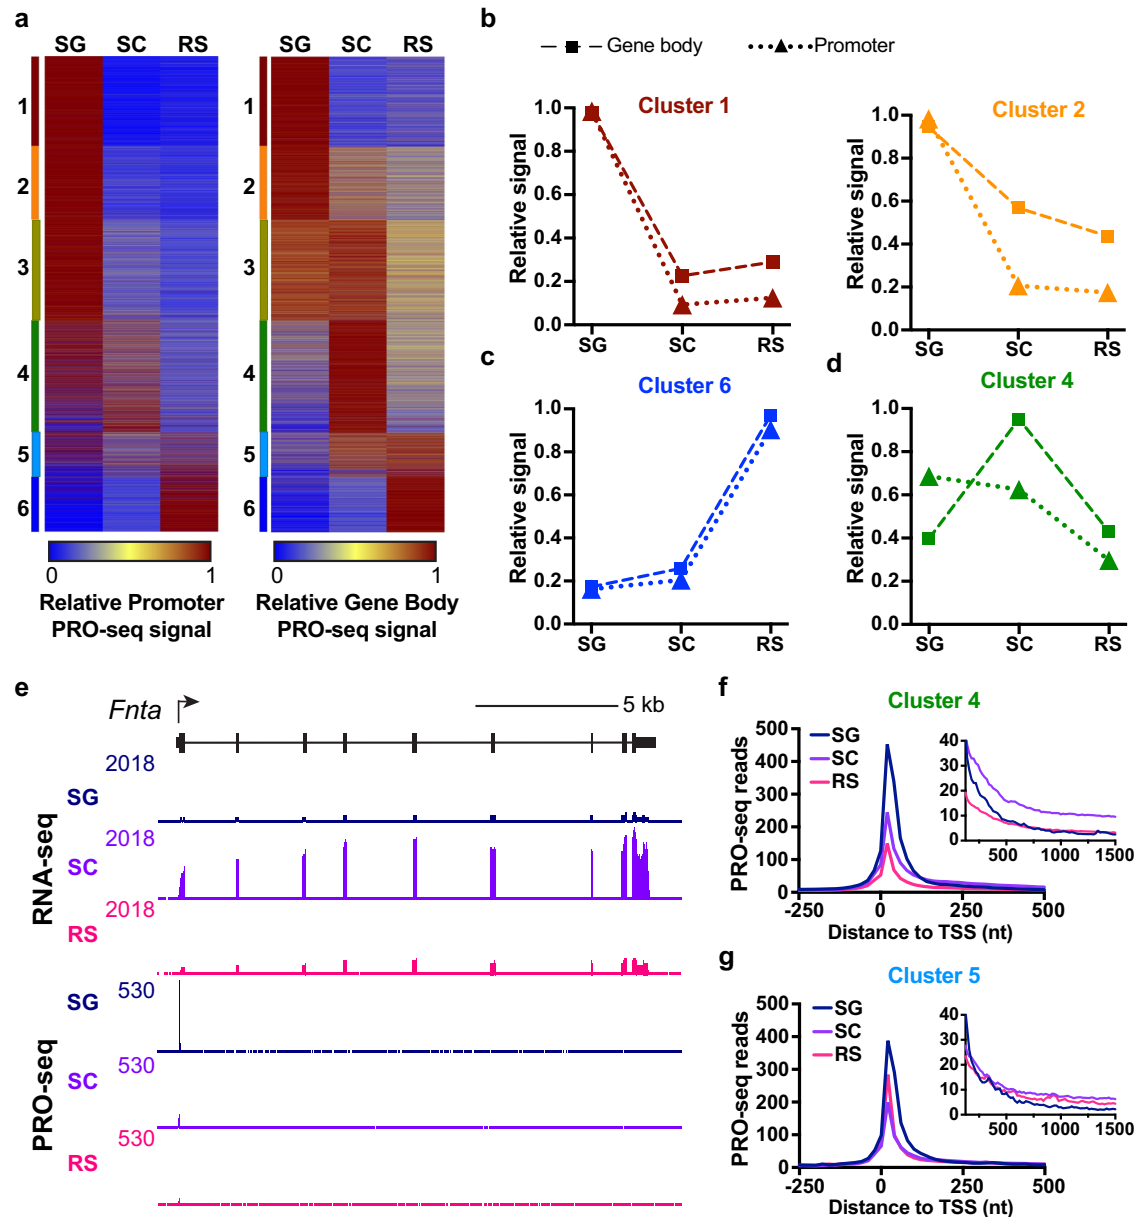 a
SG SC RS
SG SC RS
1
2
3
4
5
6
1
2
3
4
5
6
0 1
0 1
Relative Promoter
PRO-seq signal
Relative Gene Body
PRO-seq signal
b
Gene body
Promoter
Cluster 1
Relative signal
1.0
0.8
0.6
0.4
0.2
0.0
SG SC RS
Cluster 2
Relative signal
1.0
0.8
0.6
0.4
0.2
0.0
SG SC RS
c
Cluster 6
Relative signal
1.0
0.8
0.6
0.4
0.2
0.0
SG SC RS
d
Cluster 4
Relative signal
1.0
0.8
0.6
0.4
0.2
0.0
SG SC RS
e
Fnta
5 kb
RNA-seq
2018
SG
2018
SC
2018
RS
PRO-seq
530
SG
530
SC
530
RS
f
Cluster 4
PRO-seq reads
500
400
300
200
100
0
SG
SC
RS
40
30
20
10
0
500 1000 1500
-250 0 250 500
Distance to TSS (nt)
g
Cluster 5
PRO-seq reads
500
400
300
200
100
0
SG
SC
RS
40
30
20
10
0
500 1000 1500
-250 0 250 500
Distance to TSS (nt)